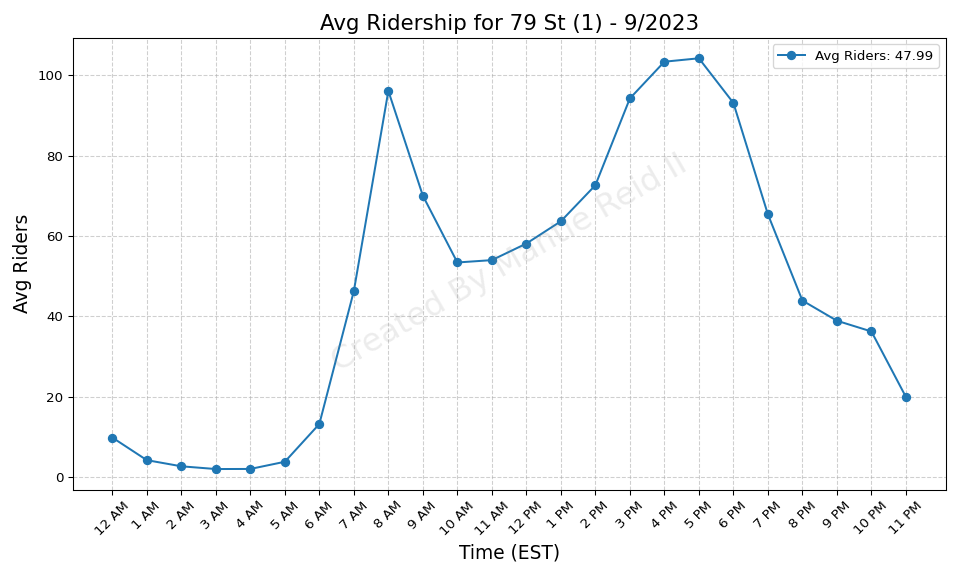 Avg Ridership for 79 St (1) - 9/2023
Avg Riders: 47.99
Avg Riders
100
80
60
40
20
0
12 AM
1 AM
2 AM
3 AM
4 AM
5 AM
6 AM
7 AM
8 AM
9 AM
10 AM
11 AM
12 PM
1 PM
2 PM
3 PM
4 PM
5 PM
6 PM
7 PM
8 PM
9 PM
10 PM
11 PM
Time (EST)
Created By Mantie Reid II